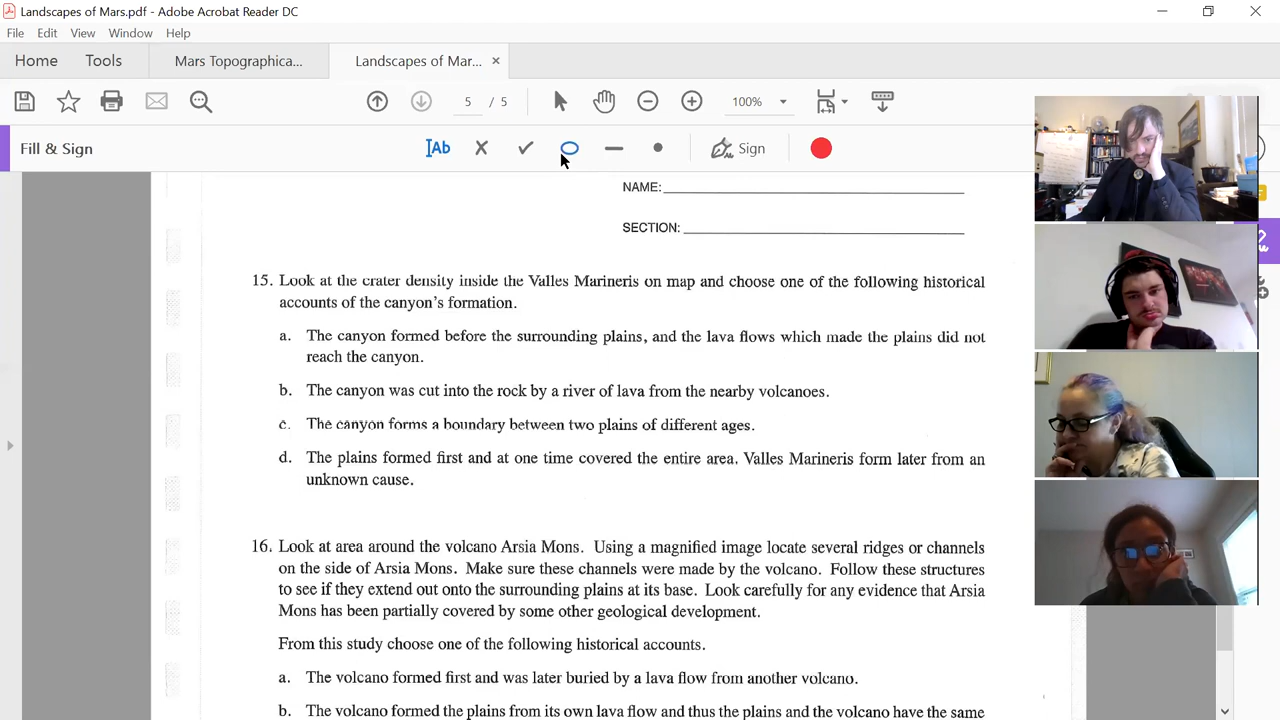 Landscapes of Mars.pdf - Adobe Acrobat Reader DC
File Edit View Window Help
Home Tools Mars Topographica... Landscapes of Mar... ×
5 / 5 100%
Fill & Sign Ab Sign
NAME:
SECTION:
15. Look at the crater density inside the Valles Marineris on map and choose one of the following historical
accounts of the canyon's formation.
a. The canyon formed before the surrounding plains, and the lava flows which made the plains did not
reach the canyon.
b. The canyon was cut into the rock by a river of lava from the nearby volcanoes.
c. The canyon forms a boundary between two plains of different ages.
d. The plains formed first and at one time covered the entire area. Valles Marineris form later from an
unknown cause.
16. Look at area around the volcano Arsia Mons. Using a magnified image locate several ridges or channels
on the side of Arsia Mons. Make sure these channels were made by the volcano. Follow these structures
to see if they extend out onto the surrounding plains at its base. Look carefully for any evidence that Arsia
Mons has been partially covered by some other geological development.
From this study choose one of the following historical accounts.
a. The volcano formed first and was later buried by a lava flow from another volcano.
b. The volcano formed the plains from its own lava flow and thus the plains and the volcano have the same